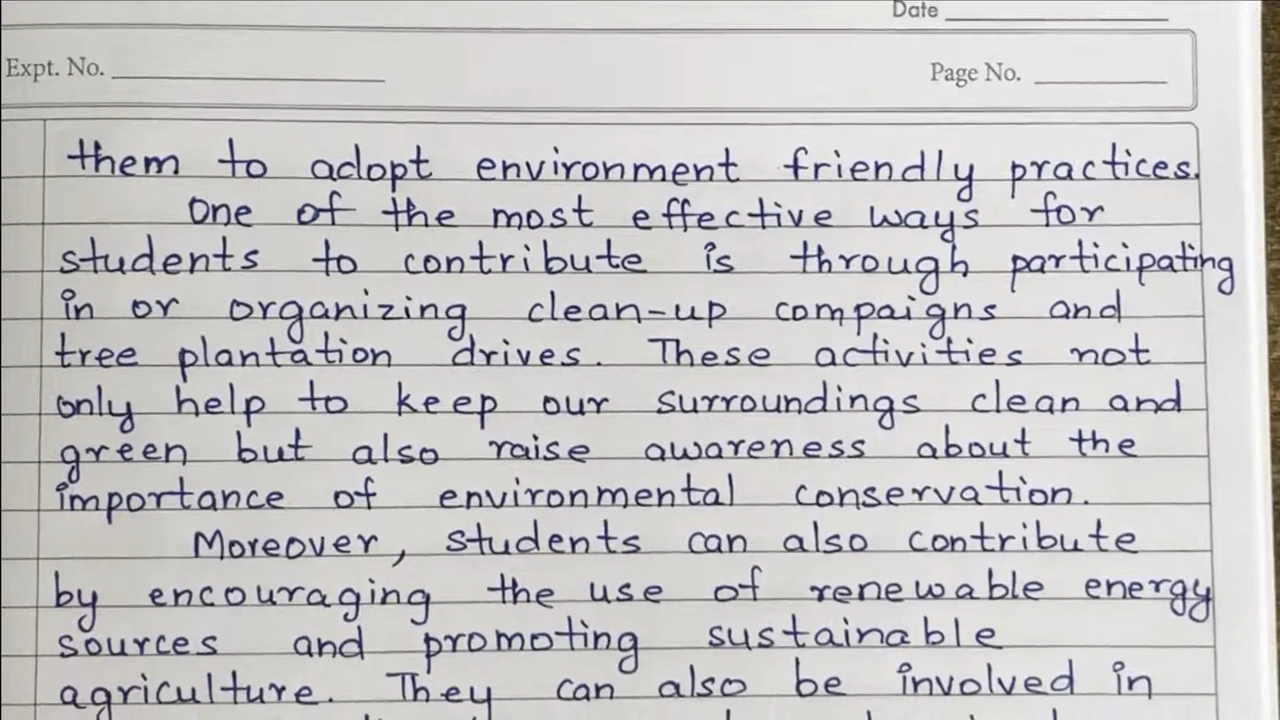 Date
Expt. No.
Page No.
them to adopt environment friendly practices.
One of the most effective ways for
students to contribute is through participating
in or organizing clean-up compaigns and
tree plantation drives. These activities not
only help to keep our surroundings clean and
green but also raise awareness about the
importance of environmental conservation.
Moreover, students can also contribute
by encouraging the use of renewable energy
sources and promoting sustainable
agriculture. They can also be involved in